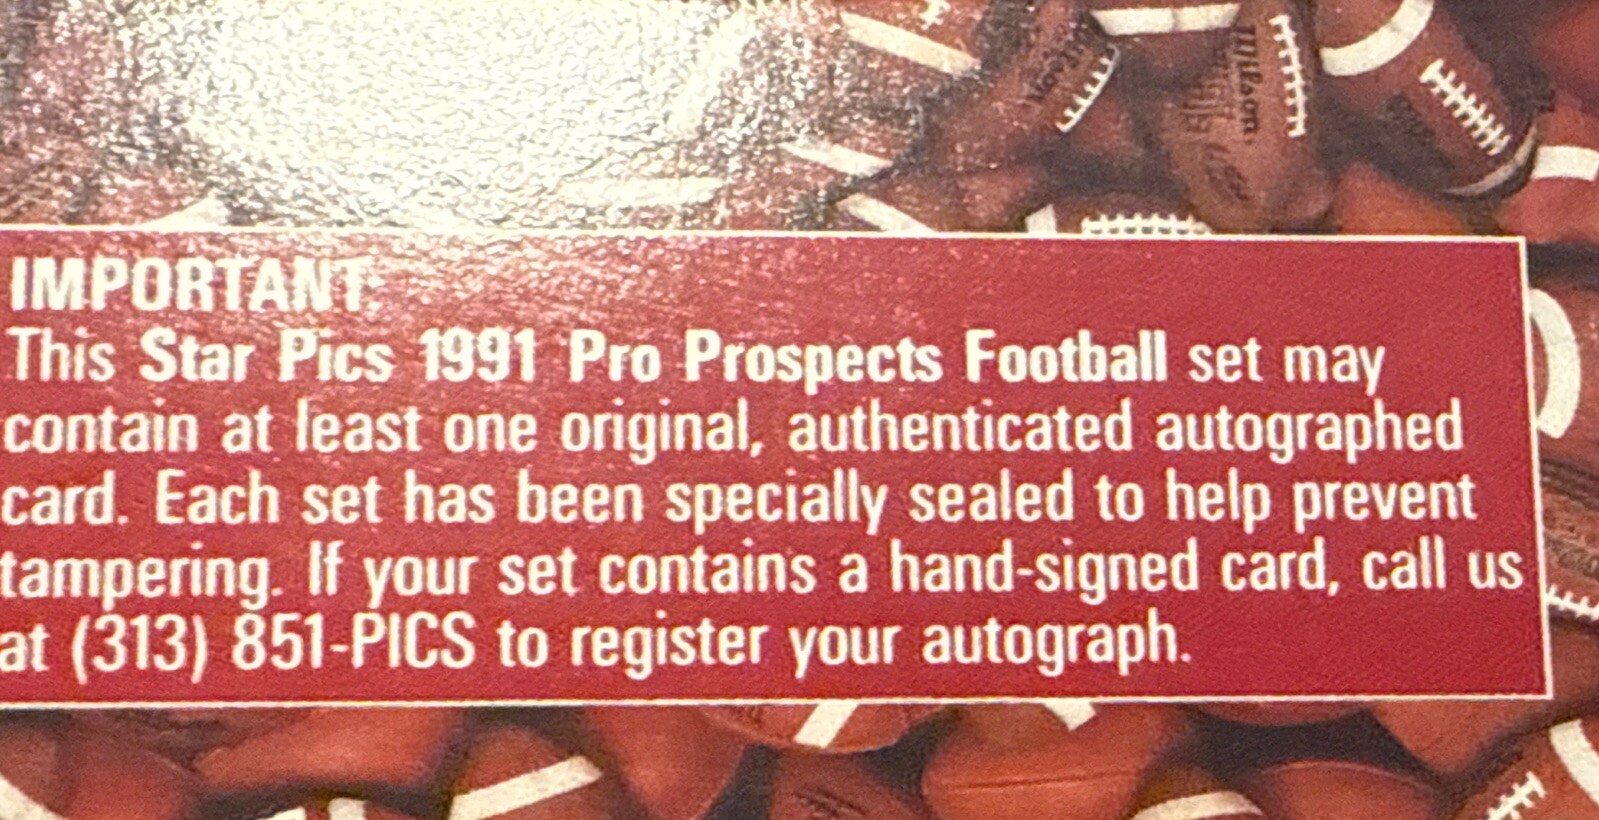 Wilson
Wilson
IMPORTANT:
This Star Pics 1991 Pro Prospects Football set may
contain at least one original, authenticated autographed
card. Each set has been specially sealed to help prevent
tampering. If your set contains a hand-signed card, call us
at (313) 851-PICS to register your autograph.